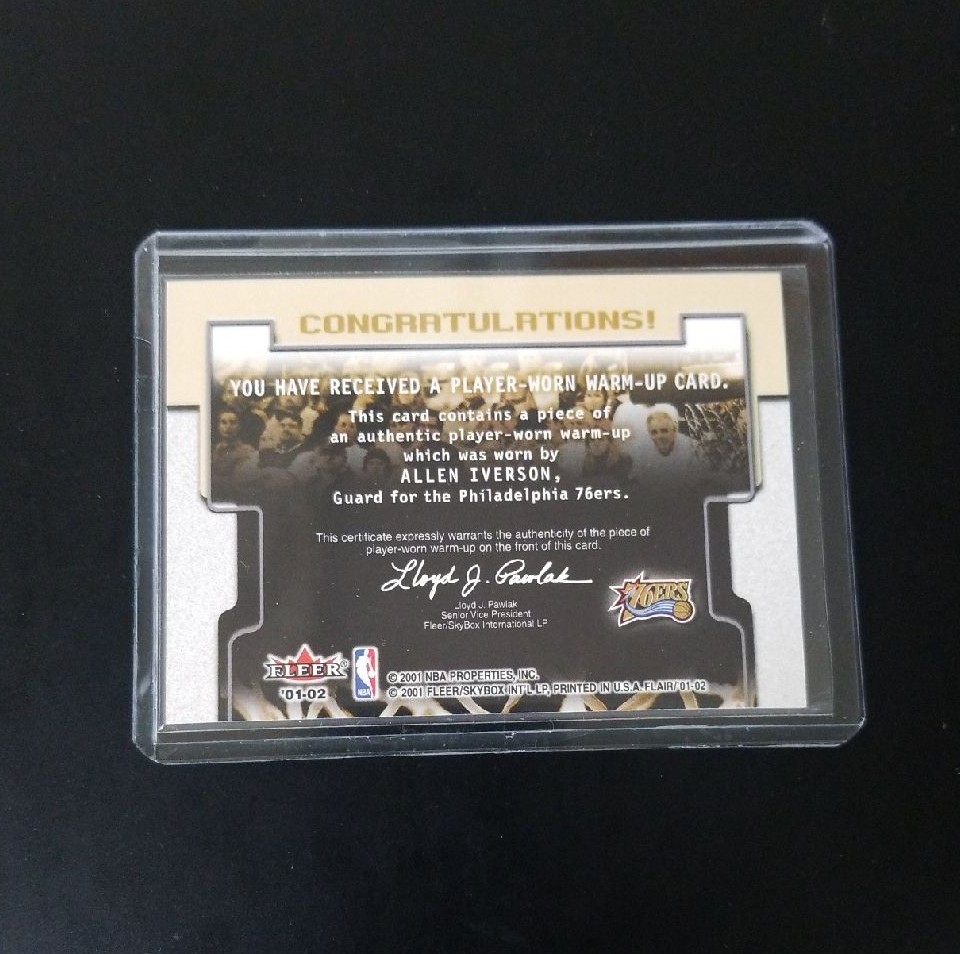 CONGRATULATIONS!
YOU HAVE RECEIVED A PLAYER-WORN WARM-UP CARD.
This card contains a piece of
an authentic player-worn warm-up
which was worn by
ALLEN IVERSON,
Guard for the Philadelphia 76ers.
This certificate expressly warrants the authenticity of the piece of
player-worn warm-up on the front of this card.
Lloyd J. Pawlak
Lloyd J. Pawlak
Senior Vice President
Fleer/SkyBox International LP
76ERS
FLEER®
'01-02
NBA
© 2001 NBA PROPERTIES, INC.
© 2001 FLEER/SKYBOX INT'L LP, PRINTED IN U.S.A. FLAIR/'01-02